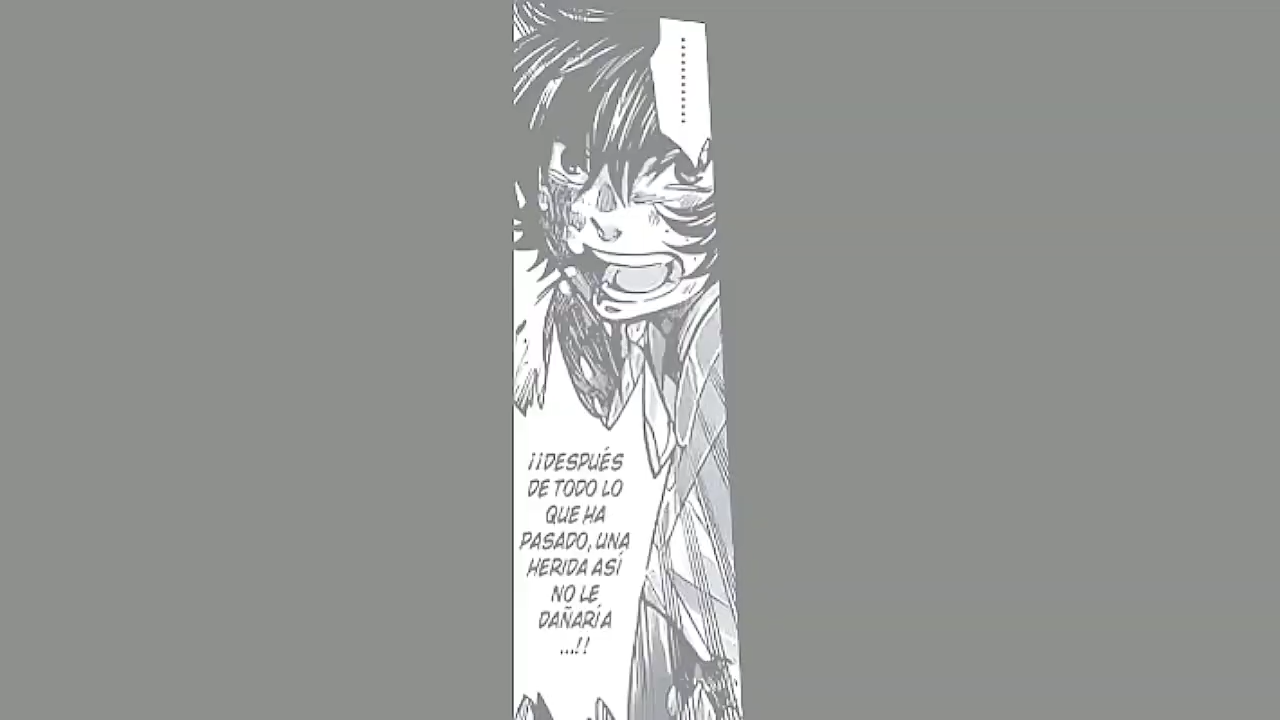 ............
¡¡DESPUÉS
DE TODO LO
QUE HA
PASADO, UNA
HERIDA ASÍ
NO LE
DAÑARÍA
...!!